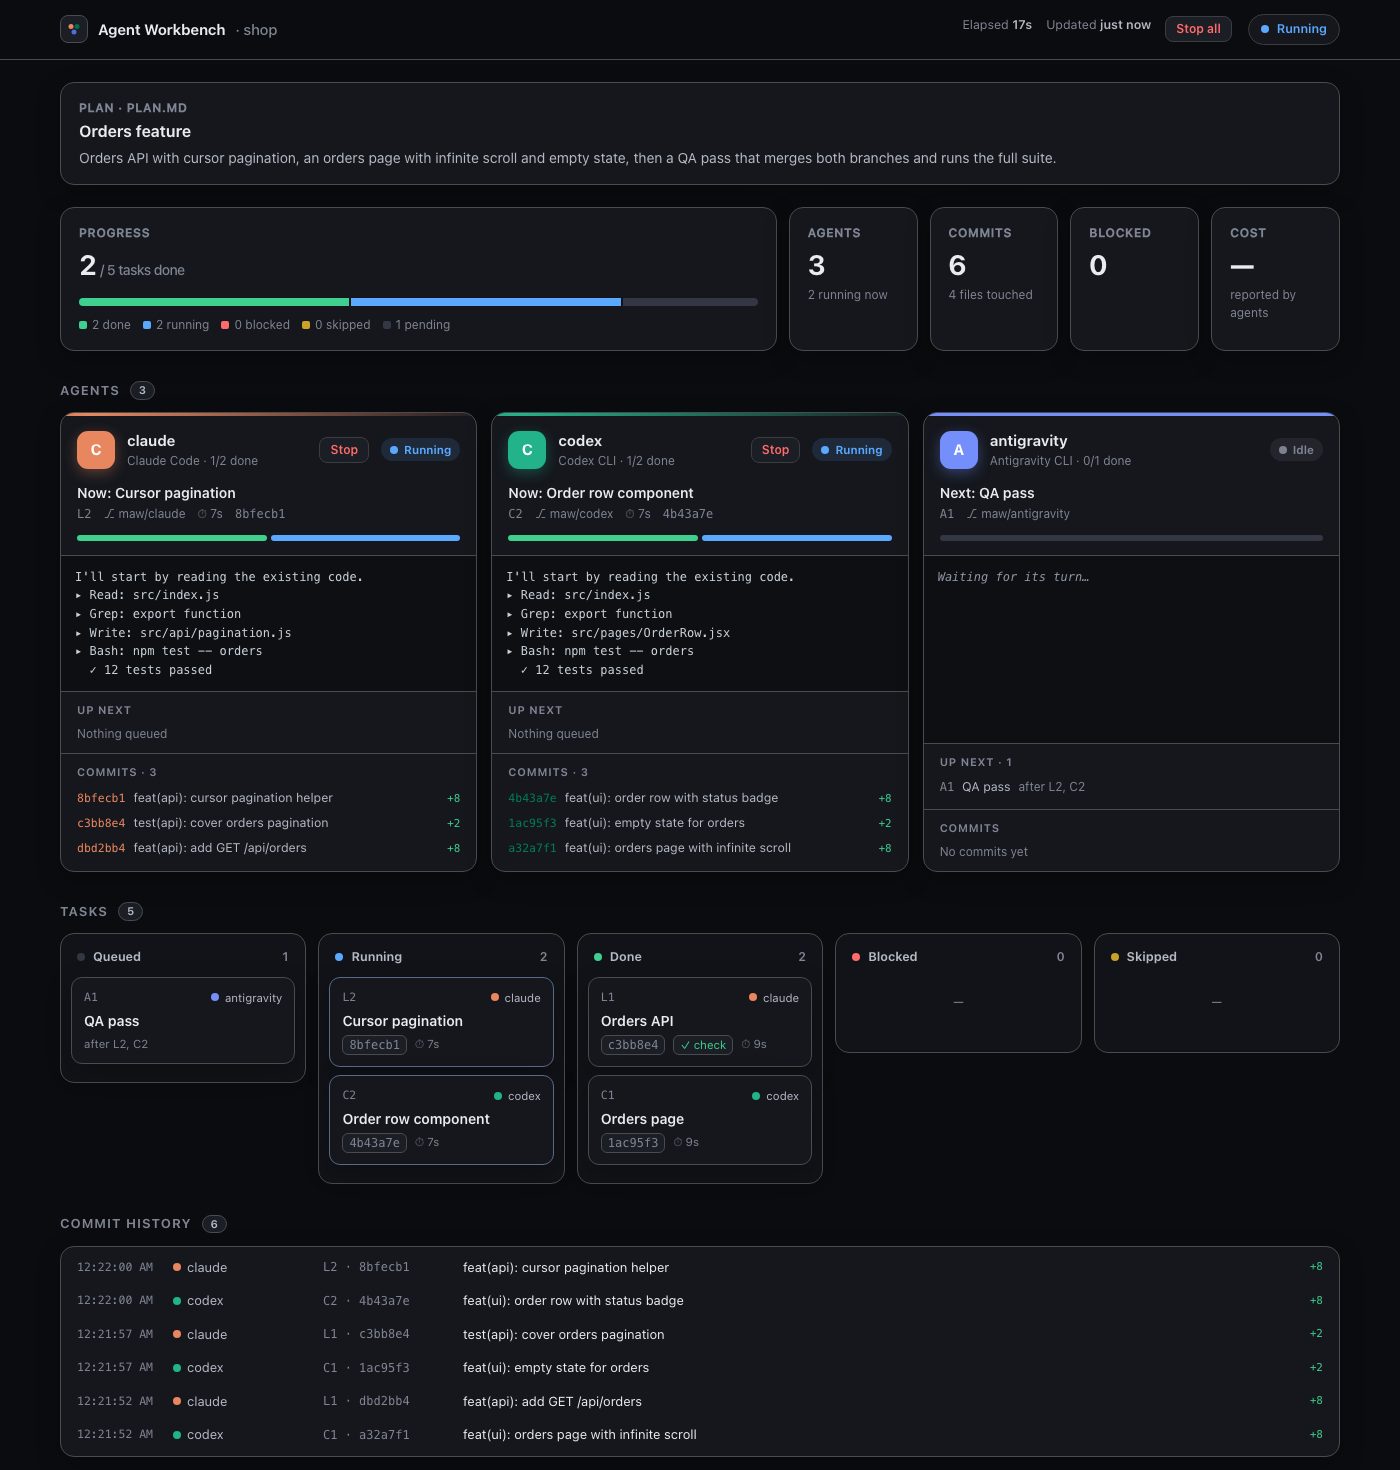 Agent Workbench · shop
Elapsed 17s Updated just now Stop all Running
PLAN · PLAN.MD
Orders feature
Orders API with cursor pagination, an orders page with infinite scroll and empty state, then a QA pass that merges both branches and runs the full suite.
PROGRESS
2 / 5 tasks done
2 done 2 running 0 blocked 0 skipped 1 pending
AGENTS
3
2 running now
COMMITS
6
4 files touched
BLOCKED
0
COST
—
reported by
agents
AGENTS 3
C claude Stop Running
Claude Code · 1/2 done
Now: Cursor pagination
L2 ⎇ maw/claude ⏱ 7s 8bfecb1
I'll start by reading the existing code.
▸ Read: src/index.js
▸ Grep: export function
▸ Write: src/api/pagination.js
▸ Bash: npm test -- orders
✓ 12 tests passed
UP NEXT
Nothing queued
COMMITS · 3
8bfecb1 feat(api): cursor pagination helper +8
c3bb8e4 test(api): cover orders pagination +2
dbd2bb4 feat(api): add GET /api/orders +8
C codex Stop Running
Codex CLI · 1/2 done
Now: Order row component
C2 ⎇ maw/codex ⏱ 7s 4b43a7e
I'll start by reading the existing code.
▸ Read: src/index.js
▸ Grep: export function
▸ Write: src/pages/OrderRow.jsx
▸ Bash: npm test -- orders
✓ 12 tests passed
UP NEXT
Nothing queued
COMMITS · 3
4b43a7e feat(ui): order row with status badge +8
1ac95f3 feat(ui): empty state for orders +2
a32a7f1 feat(ui): orders page with infinite scroll +8
A antigravity Idle
Antigravity CLI · 0/1 done
Next: QA pass
A1 ⎇ maw/antigravity
Waiting for its turn…
UP NEXT · 1
A1 QA pass after L2, C2
COMMITS
No commits yet
TASKS 5
Queued 1
A1 antigravity
QA pass
after L2, C2
Running 2
L2 claude
Cursor pagination
8bfecb1 ⏱ 7s
C2 codex
Order row component
4b43a7e ⏱ 7s
Done 2
L1 claude
Orders API
c3bb8e4 ✓ check ⏱ 9s
C1 codex
Orders page
1ac95f3 ⏱ 9s
Blocked 0
—
Skipped 0
—
COMMIT HISTORY 6
12:22:00 AM claude L2 · 8bfecb1 feat(api): cursor pagination helper +8
12:22:00 AM codex C2 · 4b43a7e feat(ui): order row with status badge +8
12:21:57 AM claude L1 · c3bb8e4 test(api): cover orders pagination +2
12:21:57 AM codex C1 · 1ac95f3 feat(ui): empty state for orders +2
12:21:52 AM claude L1 · dbd2bb4 feat(api): add GET /api/orders +8
12:21:52 AM codex C1 · a32a7f1 feat(ui): orders page with infinite scroll +8